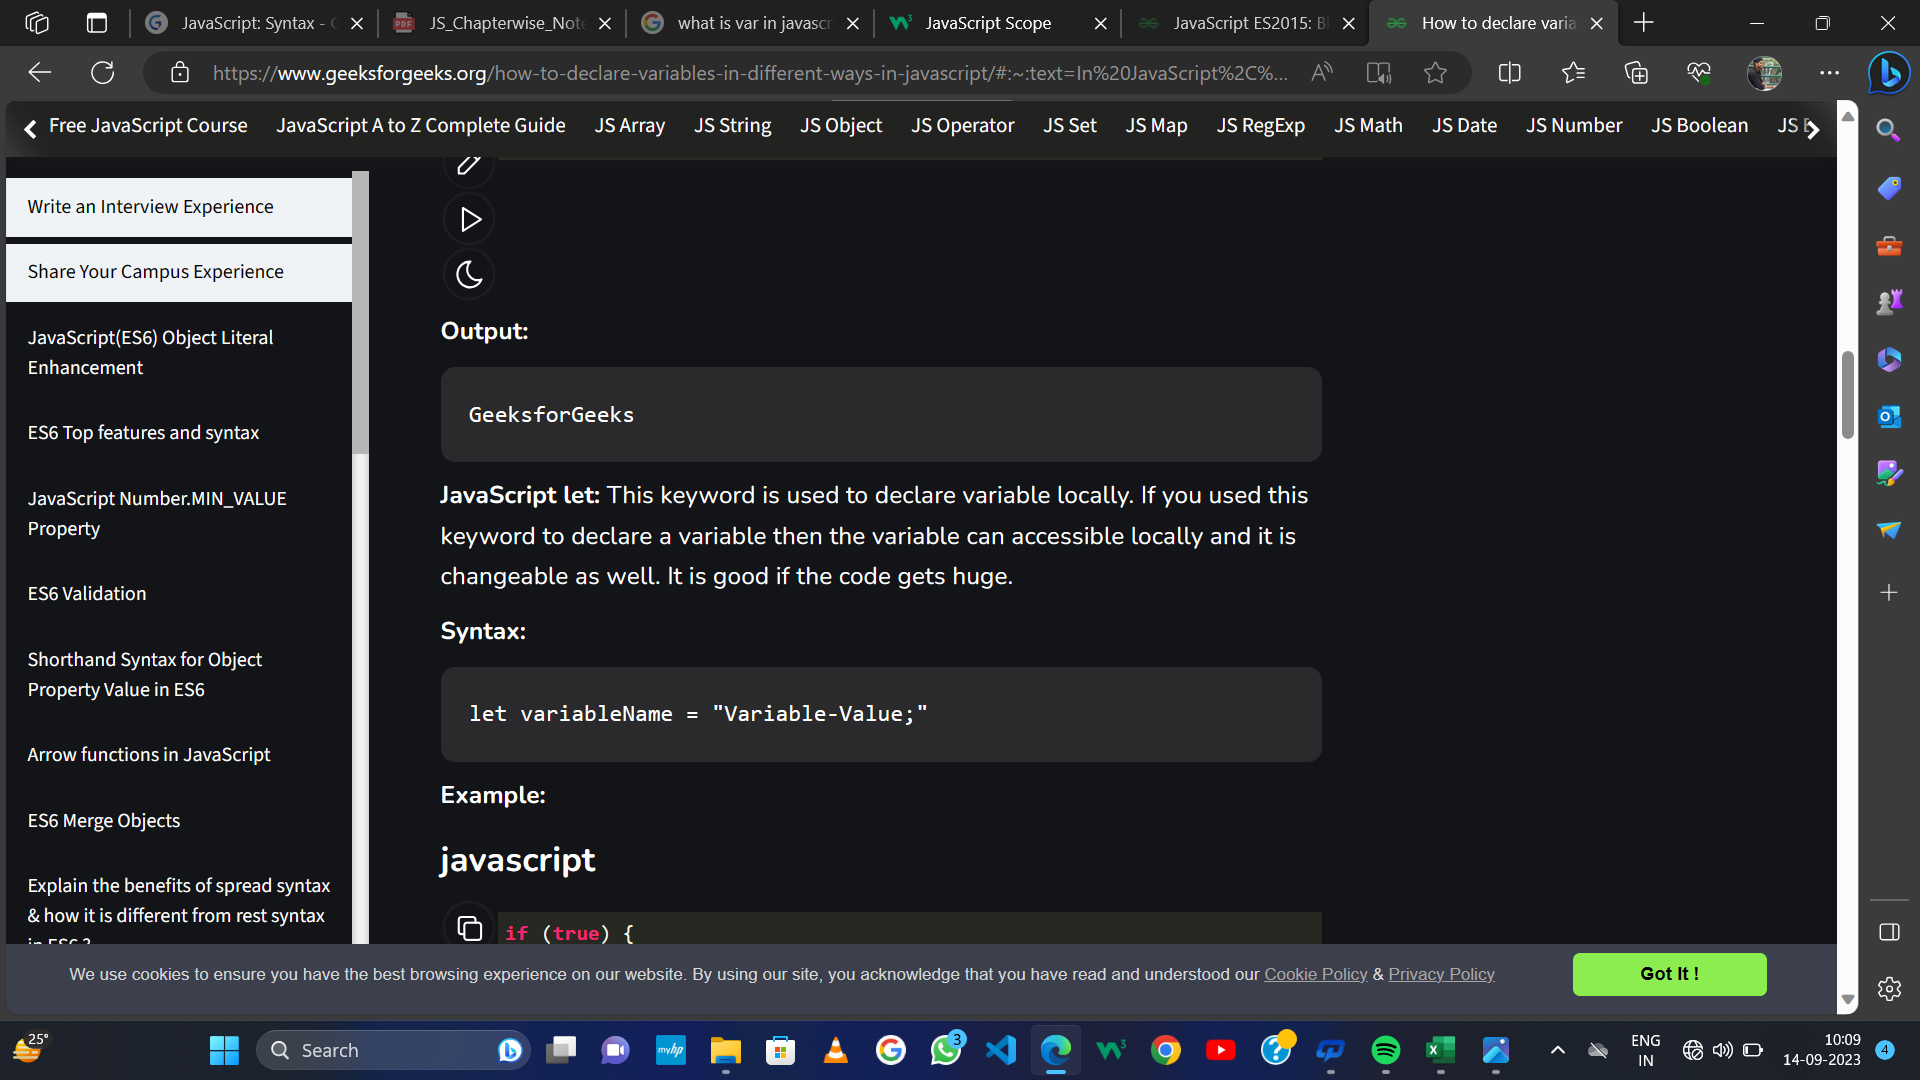 JavaScript: Syntax - G
JS_Chapterwise_Note
what is var in javascr
JavaScript Scope
JavaScript ES2015: Bl
How to declare varia
https://www.geeksforgeeks.org/how-to-declare-variables-in-different-ways-in-javascript/#:~:text=In%20JavaScript%2C%...
Free JavaScript Course JavaScript A to Z Complete Guide JS Array JS String JS Object JS Operator JS Set JS Map JS RegExp JS Math JS Date JS Number JS Boolean JS
Write an Interview Experience
Share Your Campus Experience
JavaScript(ES6) Object Literal
Enhancement
ES6 Top features and syntax
JavaScript Number.MIN_VALUE
Property
ES6 Validation
Shorthand Syntax for Object
Property Value in ES6
Arrow functions in JavaScript
ES6 Merge Objects
Explain the benefits of spread syntax
& how it is different from rest syntax
in ES6 ?
Output:
GeeksforGeeks
JavaScript let: This keyword is used to declare variable locally. If you used this
keyword to declare a variable then the variable can accessible locally and it is
changeable as well. It is good if the code gets huge.
Syntax:
let variableName = "Variable-Value;"
Example:
javascript
if (true) {
We use cookies to ensure you have the best browsing experience on our website. By using our site, you acknowledge that you have read and understood our Cookie Policy & Privacy Policy
Got It !
25°
Search
myhp
3
ENG
IN
10:09
14-09-2023
4